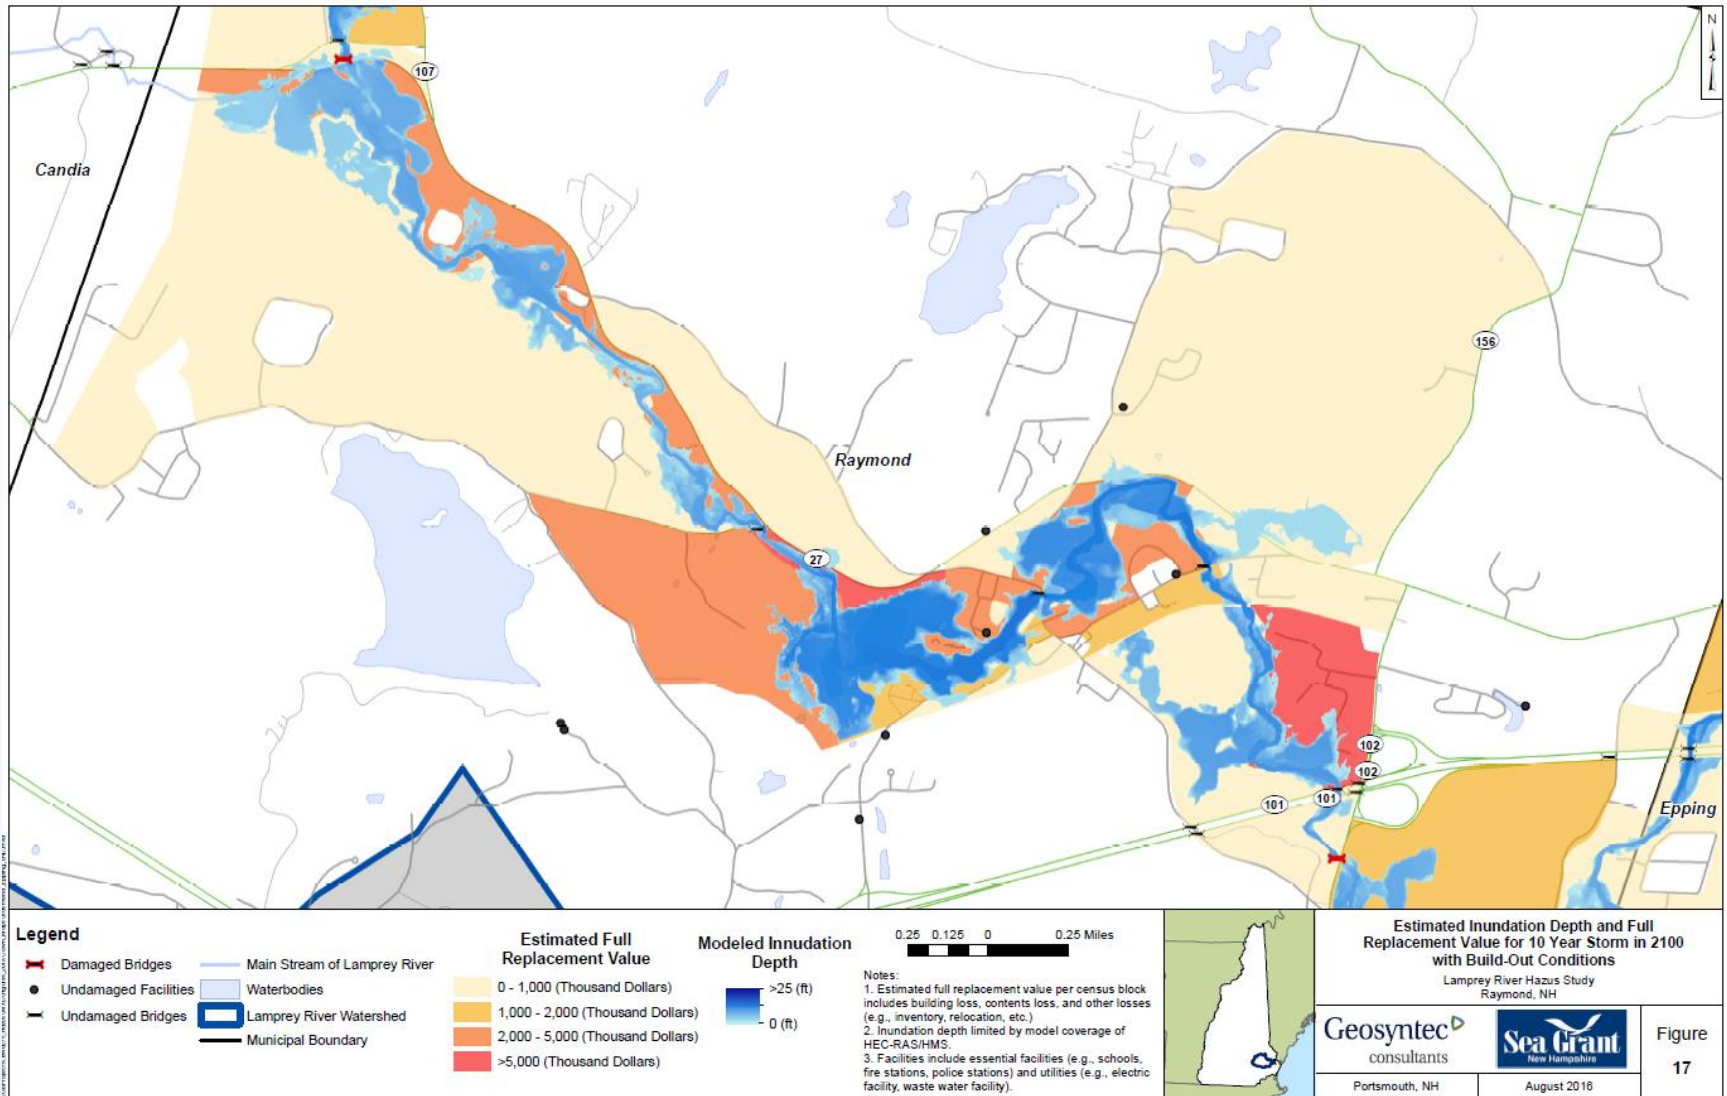 N
107
Candia
156
Raymond
27
102
102
101
101
Epping
Legend
Damaged Bridges
Undamaged Facilities
Undamaged Bridges
Main Stream of Lamprey River
Waterbodies
Lamprey River Watershed
Municipal Boundary
Estimated Full
Replacement Value
0 - 1,000 (Thousand Dollars)
1,000 - 2,000 (Thousand Dollars)
2,000 - 5,000 (Thousand Dollars)
>5,000 (Thousand Dollars)
Modeled Innudation
Depth
>25 (ft)
0 (ft)
0.25 0.125 0 0.25 Miles
Notes:
1. Estimated full replacement value per census block
includes building loss, contents loss, and other losses
(e.g., inventory, relocation, etc.)
2. Inundation depth limited by model coverage of
HEC-RAS/HMS.
3. Facilities include essential facilities (e.g., schools,
fire stations, police stations) and utilities (e.g., electric
facility, waste water facility).
Estimated Inundation Depth and Full
Replacement Value for 10 Year Storm in 2100
with Build-Out Conditions
Lamprey River Hazus Study
Raymond, NH
Geosyntec
consultants
Sea Grant
New Hampshire
Figure
17
Portsmouth, NH
August 2016